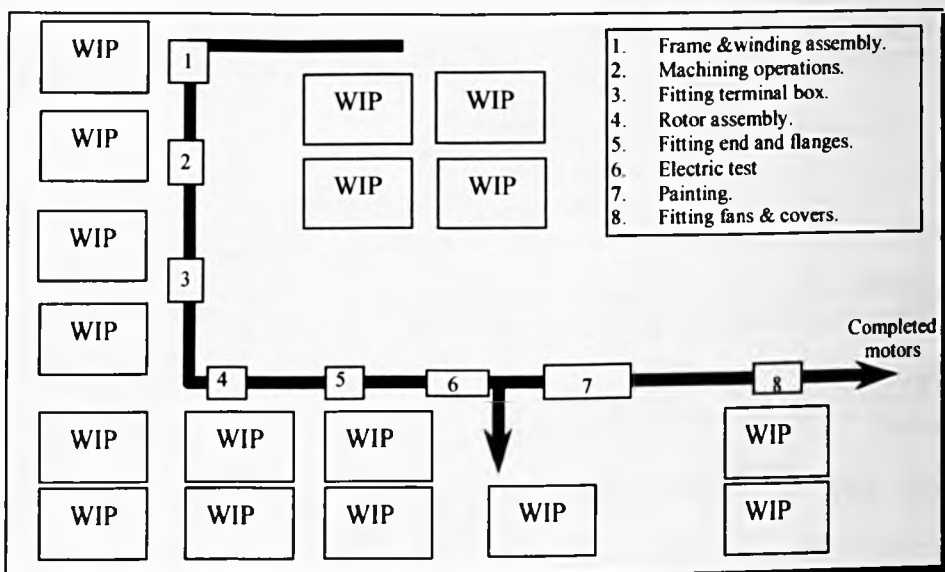 WIP
1
WIP WIP
WIP
2
WIP WIP
WIP
3
WIP
1. Frame &winding assembly.
2. Machining operations.
3. Fitting terminal box.
4. Rotor assembly.
5. Fitting end and flanges.
6. Electric test
7. Painting.
8. Fitting fans & covers.
Completed
motors
4 5 6 7 8
WIP WIP WIP WIP
WIP WIP WIP WIP WIP